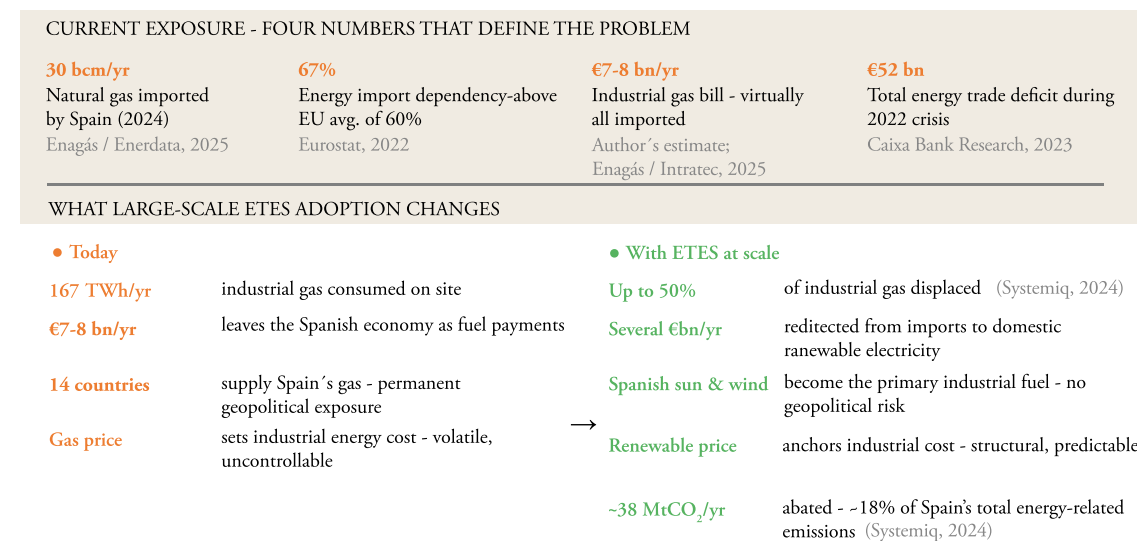 CURRENT EXPOSURE - FOUR NUMBERS THAT DEFINE THE PROBLEM
30 bcm/yr
Natural gas imported
by Spain (2024)
Enagás / Enerdata, 2025
67%
Energy import dependency-above
EU avg. of 60%
Eurostat, 2022
€7-8 bn/yr
Industrial gas bill - virtually
all imported
Author´s estimate;
Enagás / Intratec, 2025
€52 bn
Total energy trade deficit during
2022 crisis
Caixa Bank Research, 2023
WHAT LARGE-SCALE ETES ADOPTION CHANGES
● Today
167 TWh/yr
industrial gas consumed on site
€7-8 bn/yr
leaves the Spanish economy as fuel payments
14 countries
supply Spain´s gas - permanent
geopolitical exposure
Gas price
sets industrial energy cost - volatile,
uncontrollable
→
● With ETES at scale
Up to 50%
of industrial gas displaced (Systemiq, 2024)
Several €bn/yr
reditected from imports to domestic
ranewable electricity
Spanish sun & wind
become the primary industrial fuel - no
geopolitical risk
Renewable price
anchors industrial cost - structural, predictable
~38 MtCO₂/yr
abated - ~18% of Spain’s total energy-related
emissions (Systemiq, 2024)